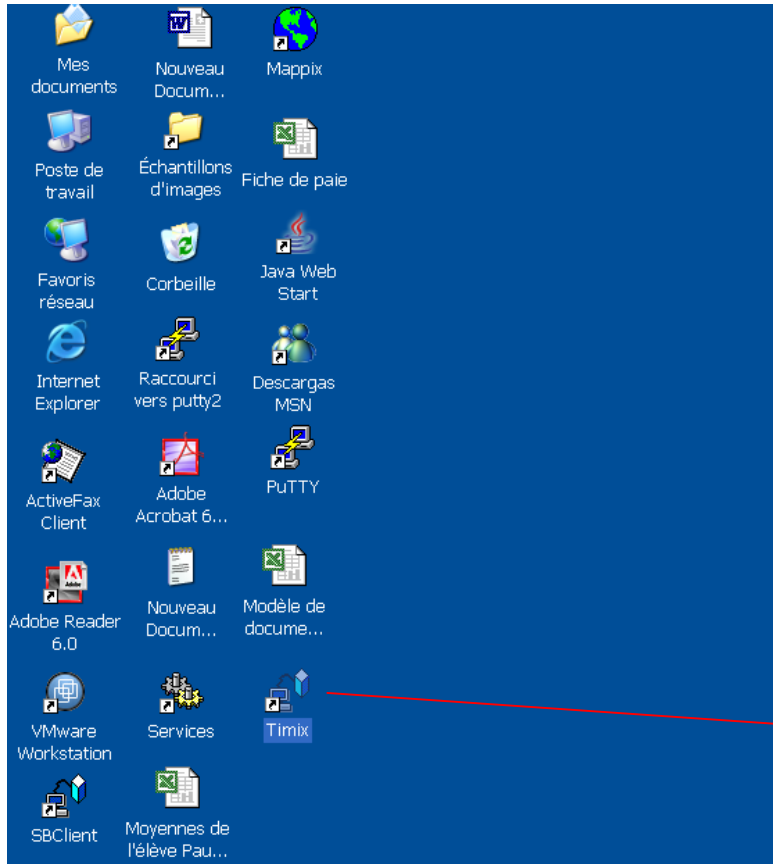 Mes
documents
Nouveau
Docum...
Mappix
Poste de
travail
Échantillons
d'images
Fiche de paie
Favoris
réseau
Corbeille
Java Web
Start
Internet
Explorer
Raccourci
vers putty2
Descargas
MSN
ActiveFax
Client
Adobe
Acrobat 6...
PuTTY
Adobe Reader
6.0
Nouveau
Docum...
Modèle de
docume...
VMware
Workstation
Services
Timix
SBClient
Moyennes de
l'élève Pau...